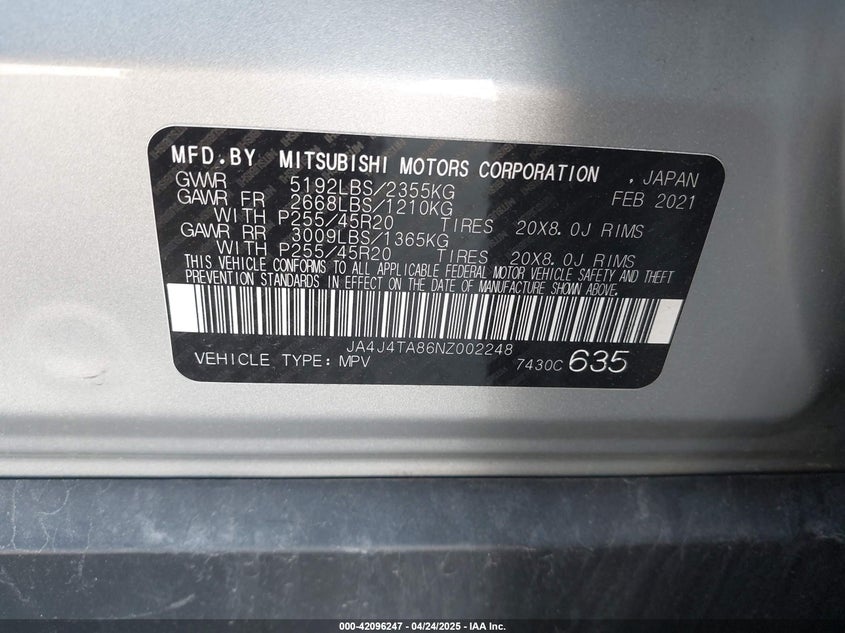 MFD.BY MITSUBISHI MOTORS CORPORATION , JAPAN
GVWR 5192LBS/2355KG FEB 2021
GAWR FR 2668LBS/1210KG
WITH P255/45R20 TIRES 20X8.0J RIMS
GAWR RR 3009LBS/1365KG
WITH P255/45R20 TIRES 20X8.0J RIMS
THIS VEHICLE CONFORMS TO ALL APPLICABLE FEDERAL MOTOR VEHICLE SAFETY AND THEFT
PREVENTION STANDARDS IN EFFECT ON THE DATE OF MANUFACTURE SHOWN ABOVE.
JA4J4TA86NZ002248
VEHICLE TYPE: MPV 7430C 635
000-42096247 - 04/24/2025 - IAA Inc.